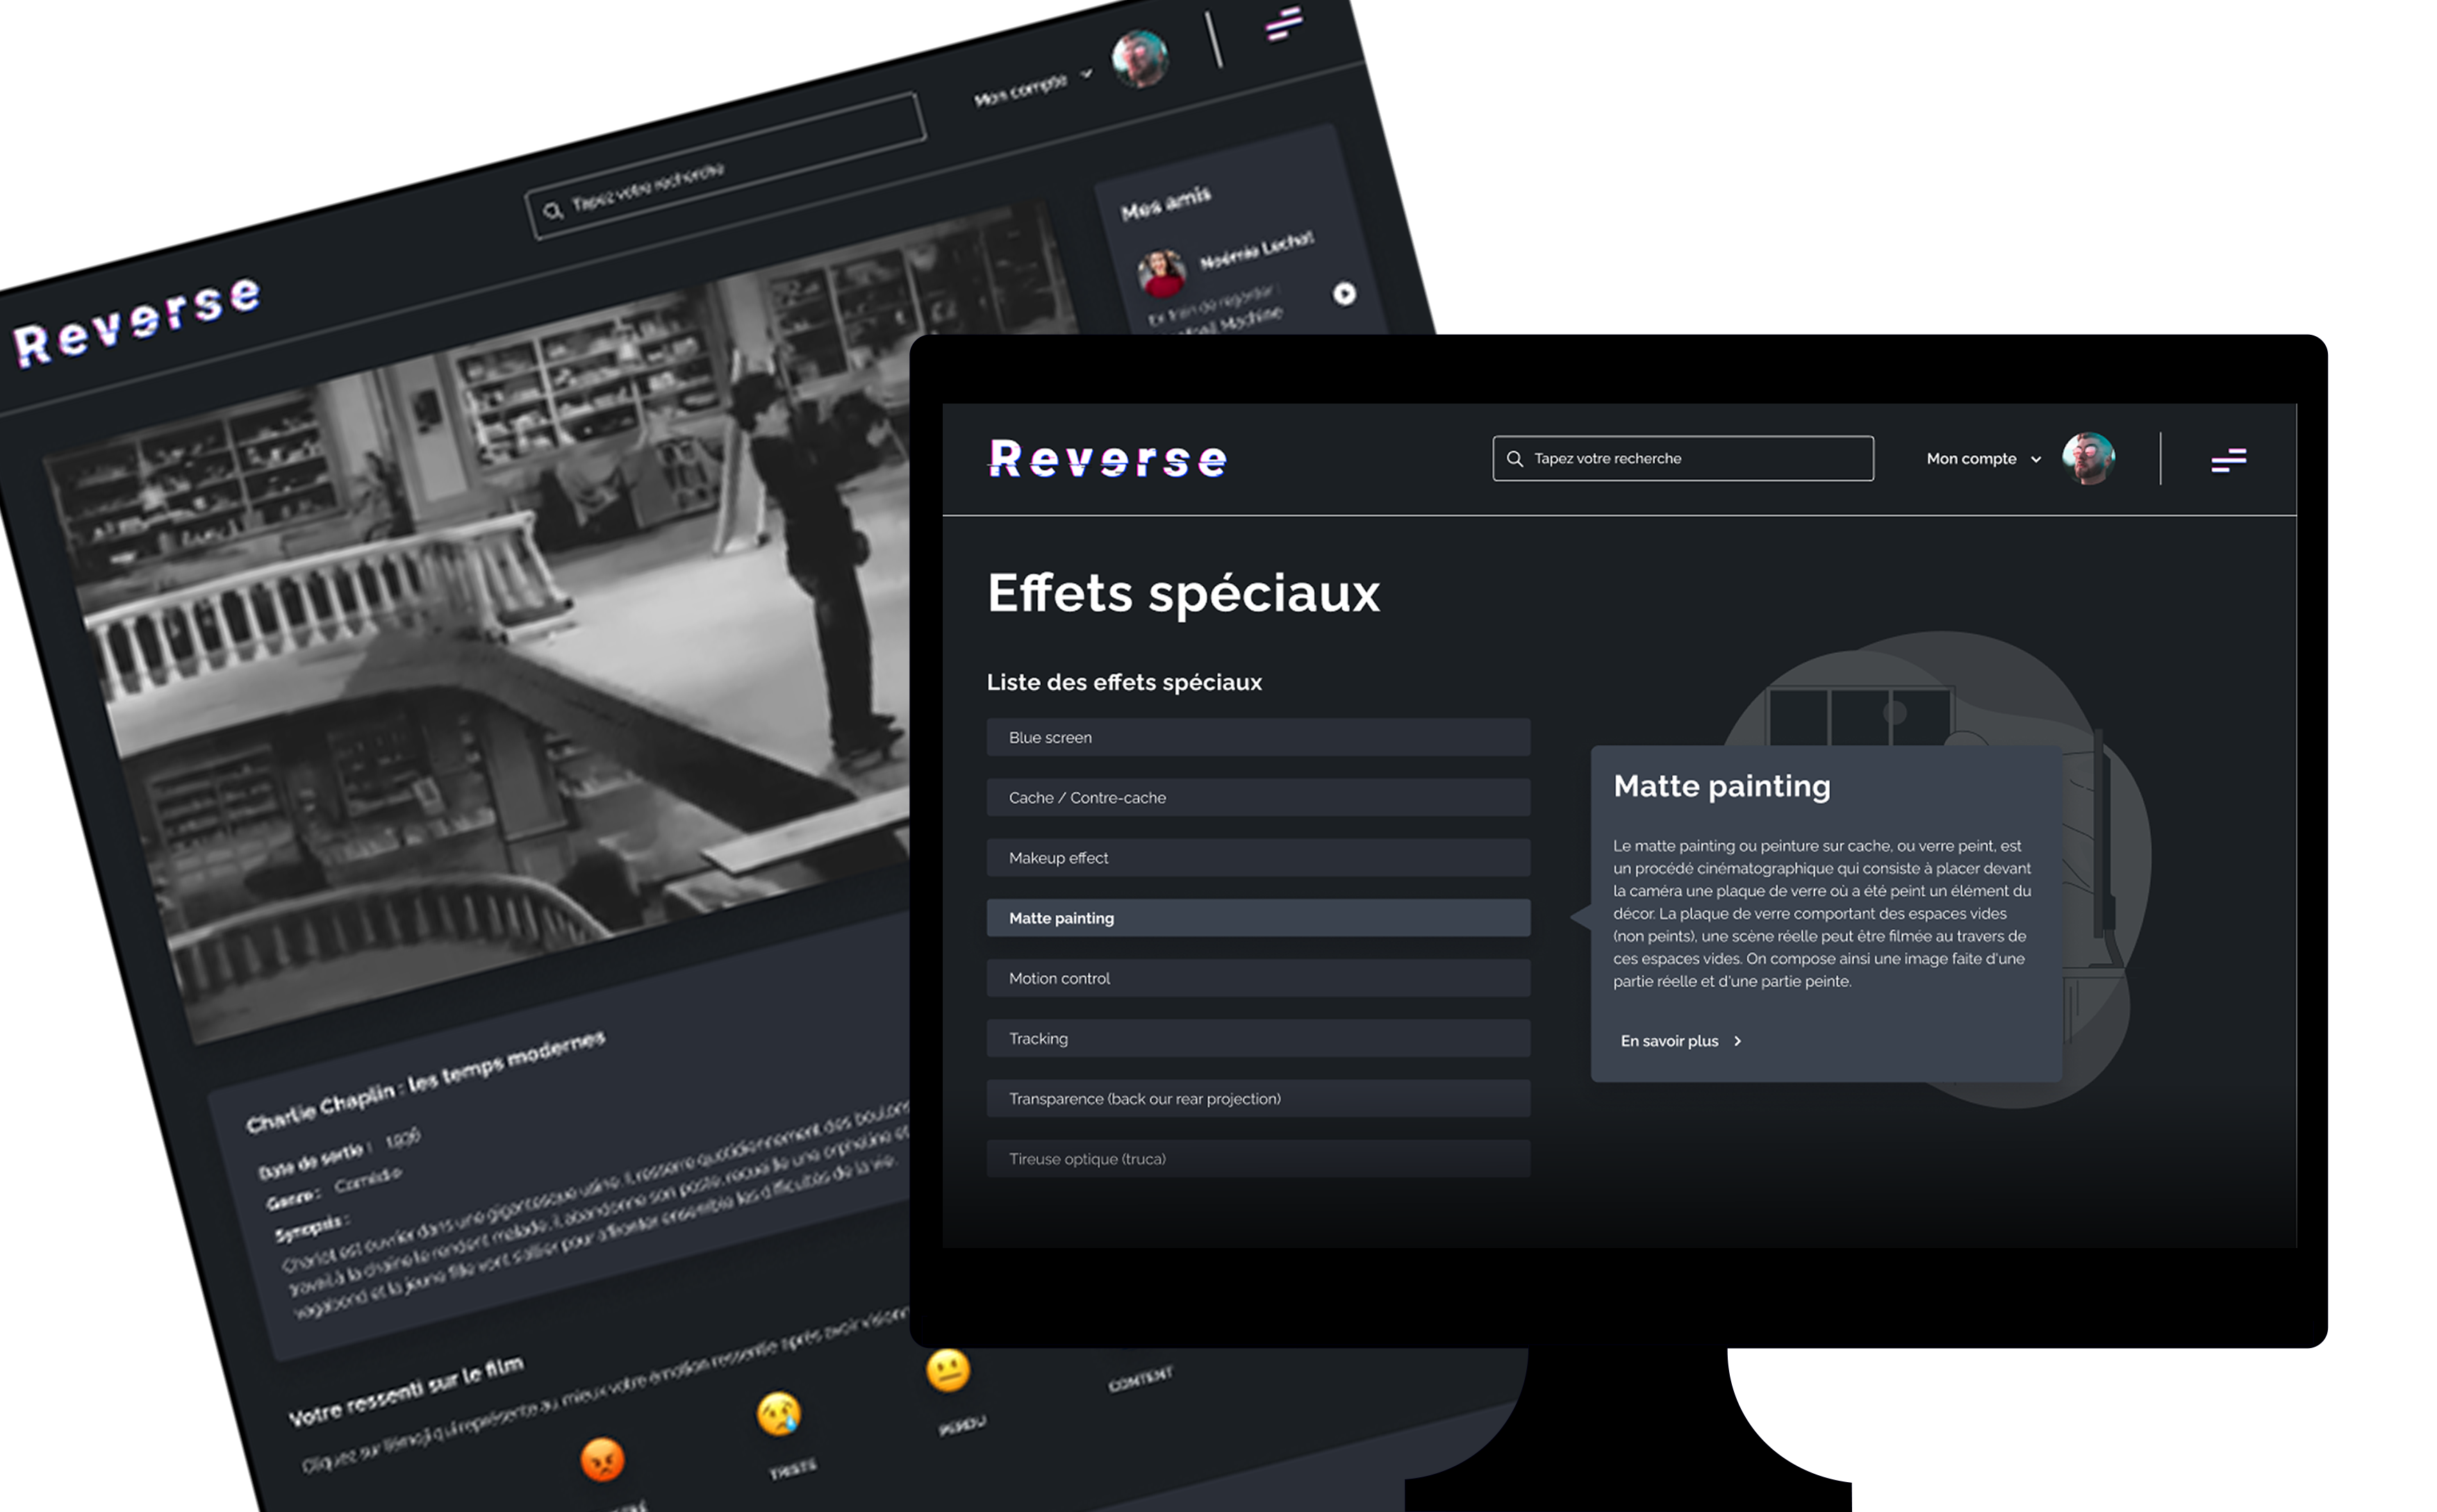 Reverse
Tapez votre recherche
Mon compte
Mes amis
Noémie Lechat
En train de regarder :
Machine
Charlie Chaplin : les temps modernes
Date de sortie : 1936
Genre : Comédie
Synopsis :
Charlot est ouvrier dans une gigantesque usine. Il resserre quotidiennement des boulons
travail à la chaîne le rendent malade, il abandonne son poste, recueille une orpheline et
vagabond et la jeune fille vont s'allier pour affronter ensemble les difficultés de la vie.
Votre ressenti sur le film
Cliquez sur l'émoji qui représente au mieux votre émotion ressentie après avoir visionn
TRISTE
PERDU
CONTENT
Reverse
Tapez votre recherche
Mon compte
Effets spéciaux
Liste des effets spéciaux
Blue screen
Cache / Contre-cache
Makeup effect
Matte painting
Motion control
Tracking
Transparence (back our rear projection)
Tireuse optique (truca)
Matte painting
Le matte painting ou peinture sur cache, ou verre peint, est
un procédé cinématographique qui consiste à placer devant
la caméra une plaque de verre où a été peint un élément du
décor. La plaque de verre comportant des espaces vides
(non peints), une scène réelle peut être filmée au travers de
ces espaces vides. On compose ainsi une image faite d'une
partie réelle et d'une partie peinte.
En savoir plus